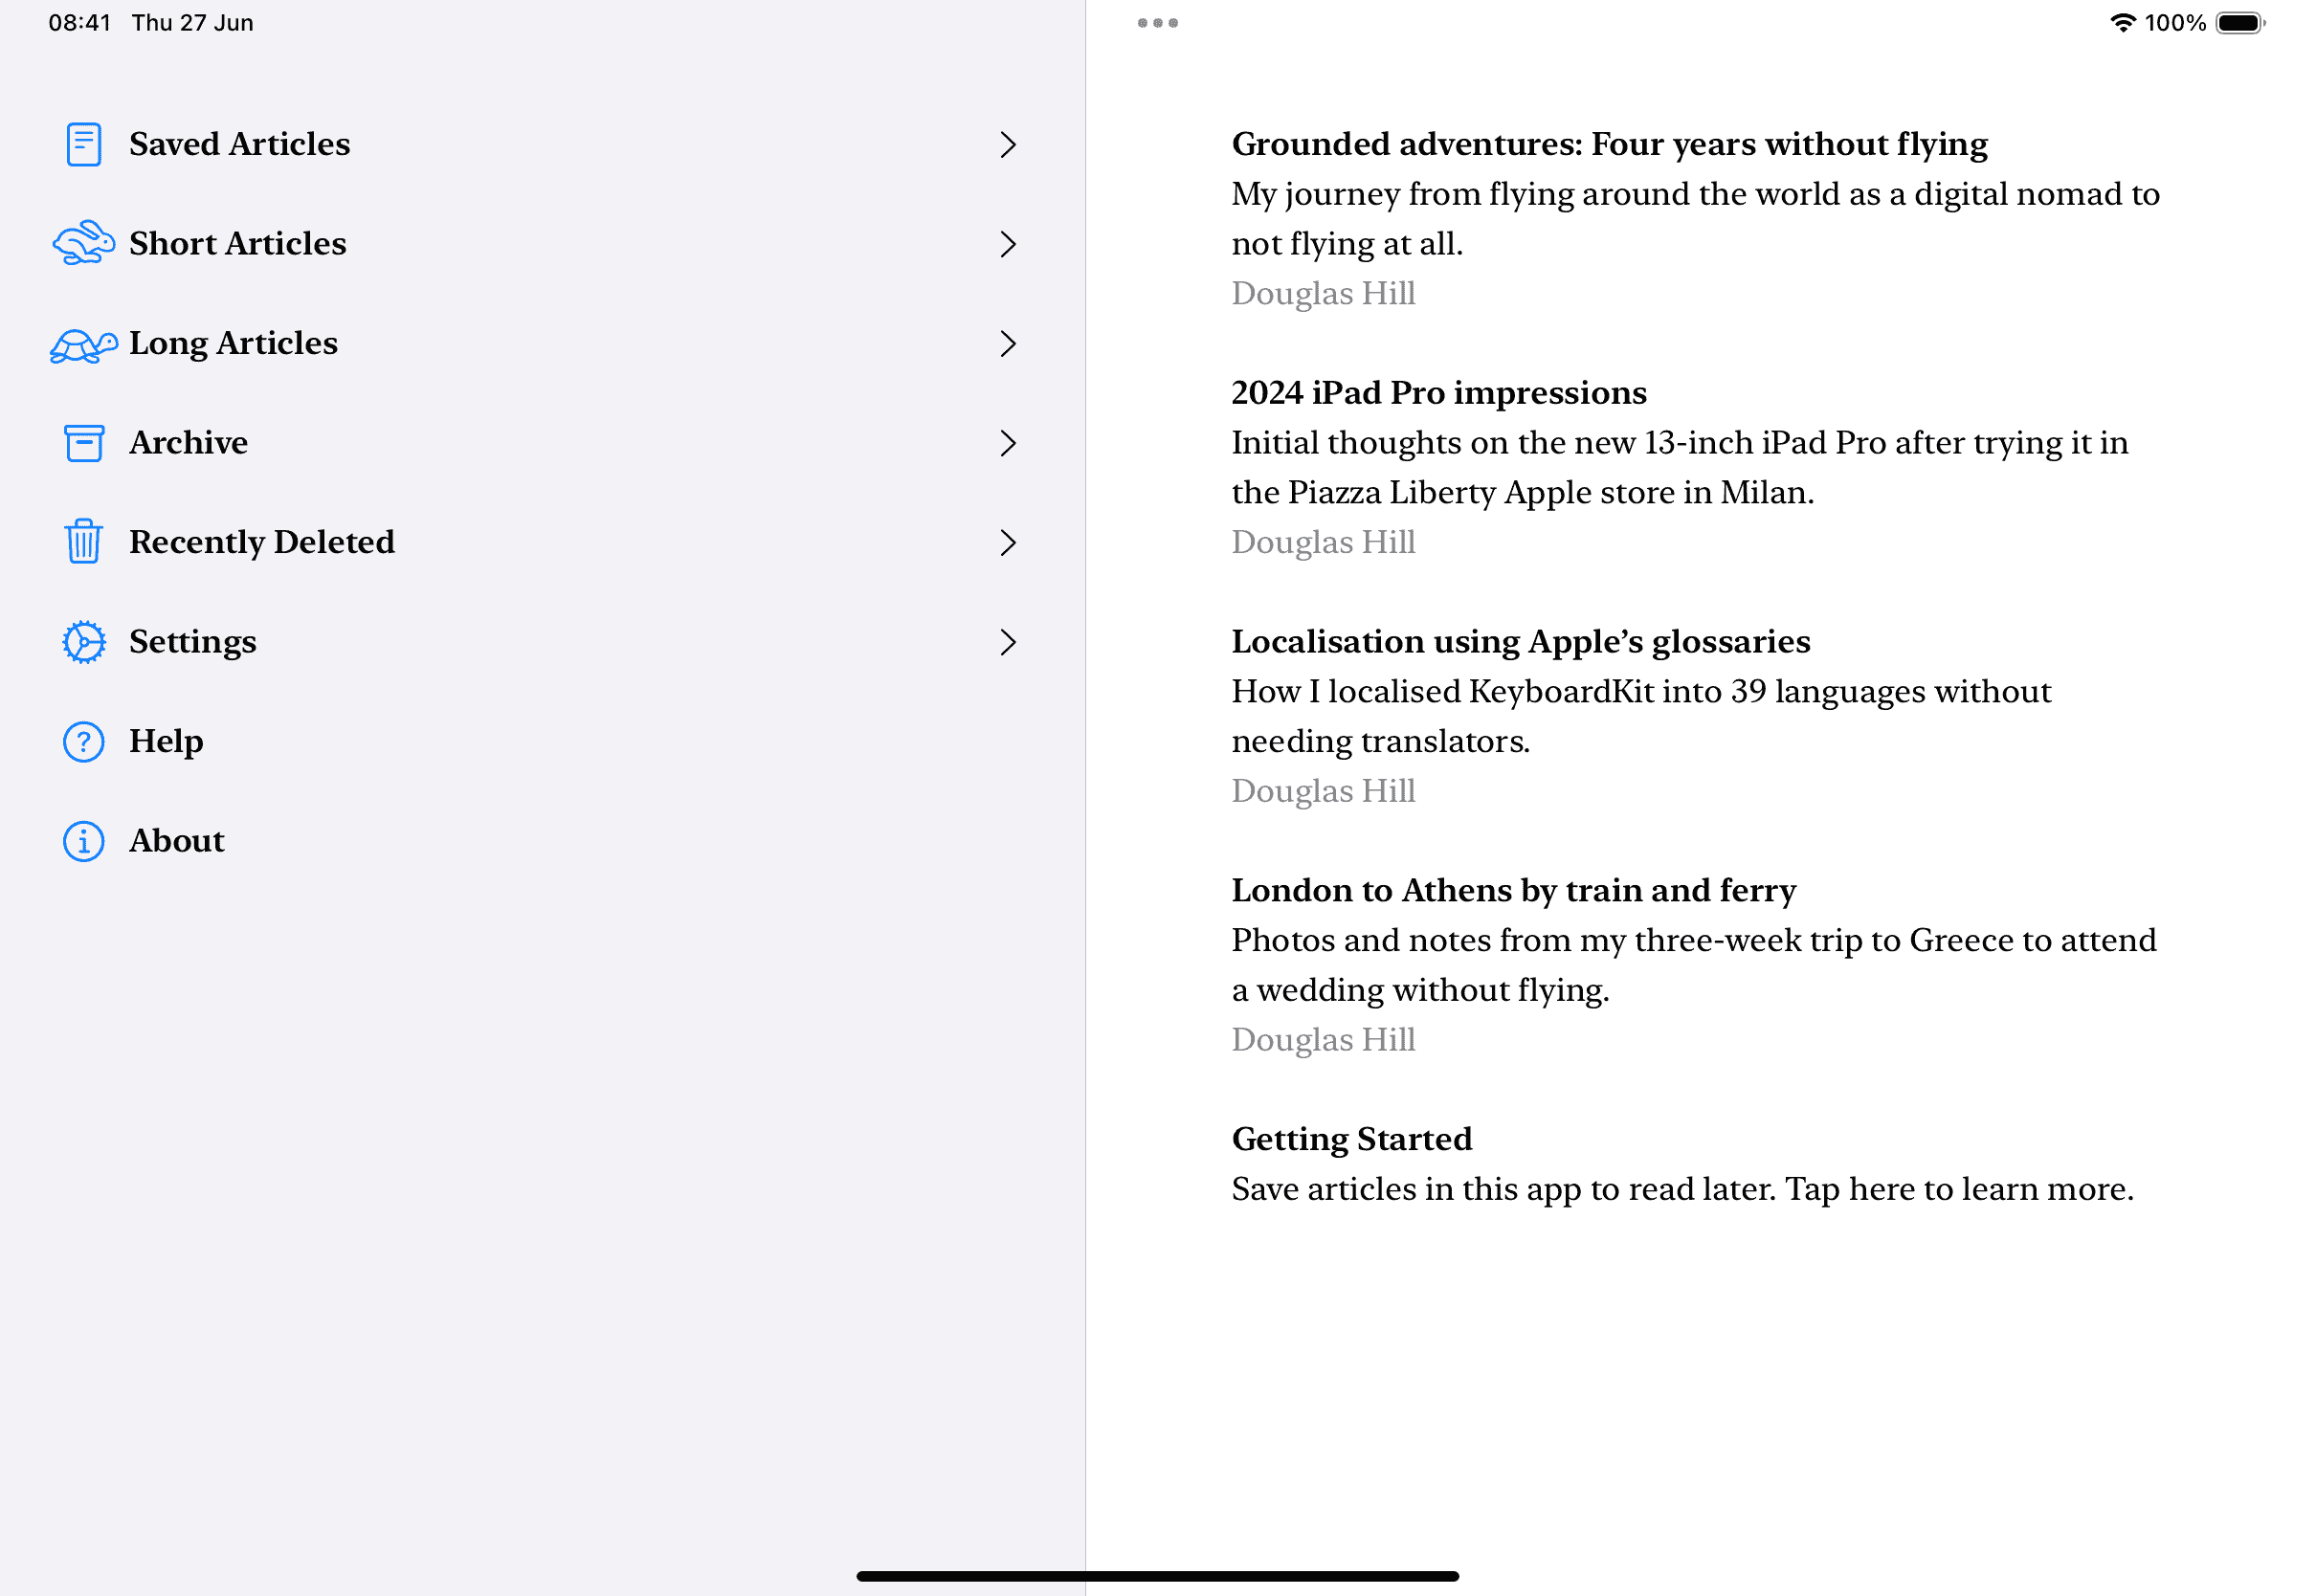 08:41 Thu 27 Jun
100%
Saved Articles
Short Articles
Long Articles
Archive
Recently Deleted
Settings
Help
About
Grounded adventures: Four years without flying
My journey from flying around the world as a digital nomad to
not flying at all.
Douglas Hill
2024 iPad Pro impressions
Initial thoughts on the new 13-inch iPad Pro after trying it in
the Piazza Liberty Apple store in Milan.
Douglas Hill
Localisation using Apple’s glossaries
How I localised KeyboardKit into 39 languages without
needing translators.
Douglas Hill
London to Athens by train and ferry
Photos and notes from my three-week trip to Greece to attend
a wedding without flying.
Douglas Hill
Getting Started
Save articles in this app to read later. Tap here to learn more.